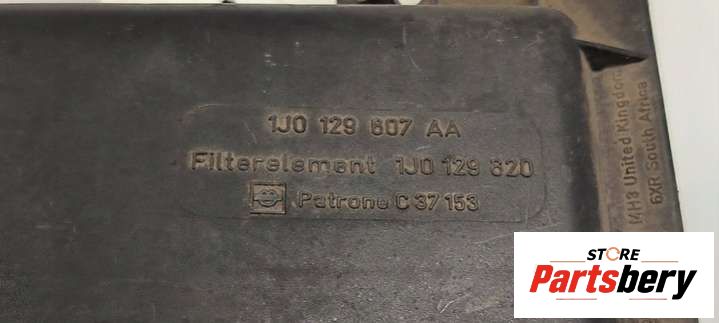 1J0 129 607 AA
Filterelement 1J0 129 620
Patrone C 37 153
MH3 United Kingdom
6XR South Africa
STORE
Partsbery